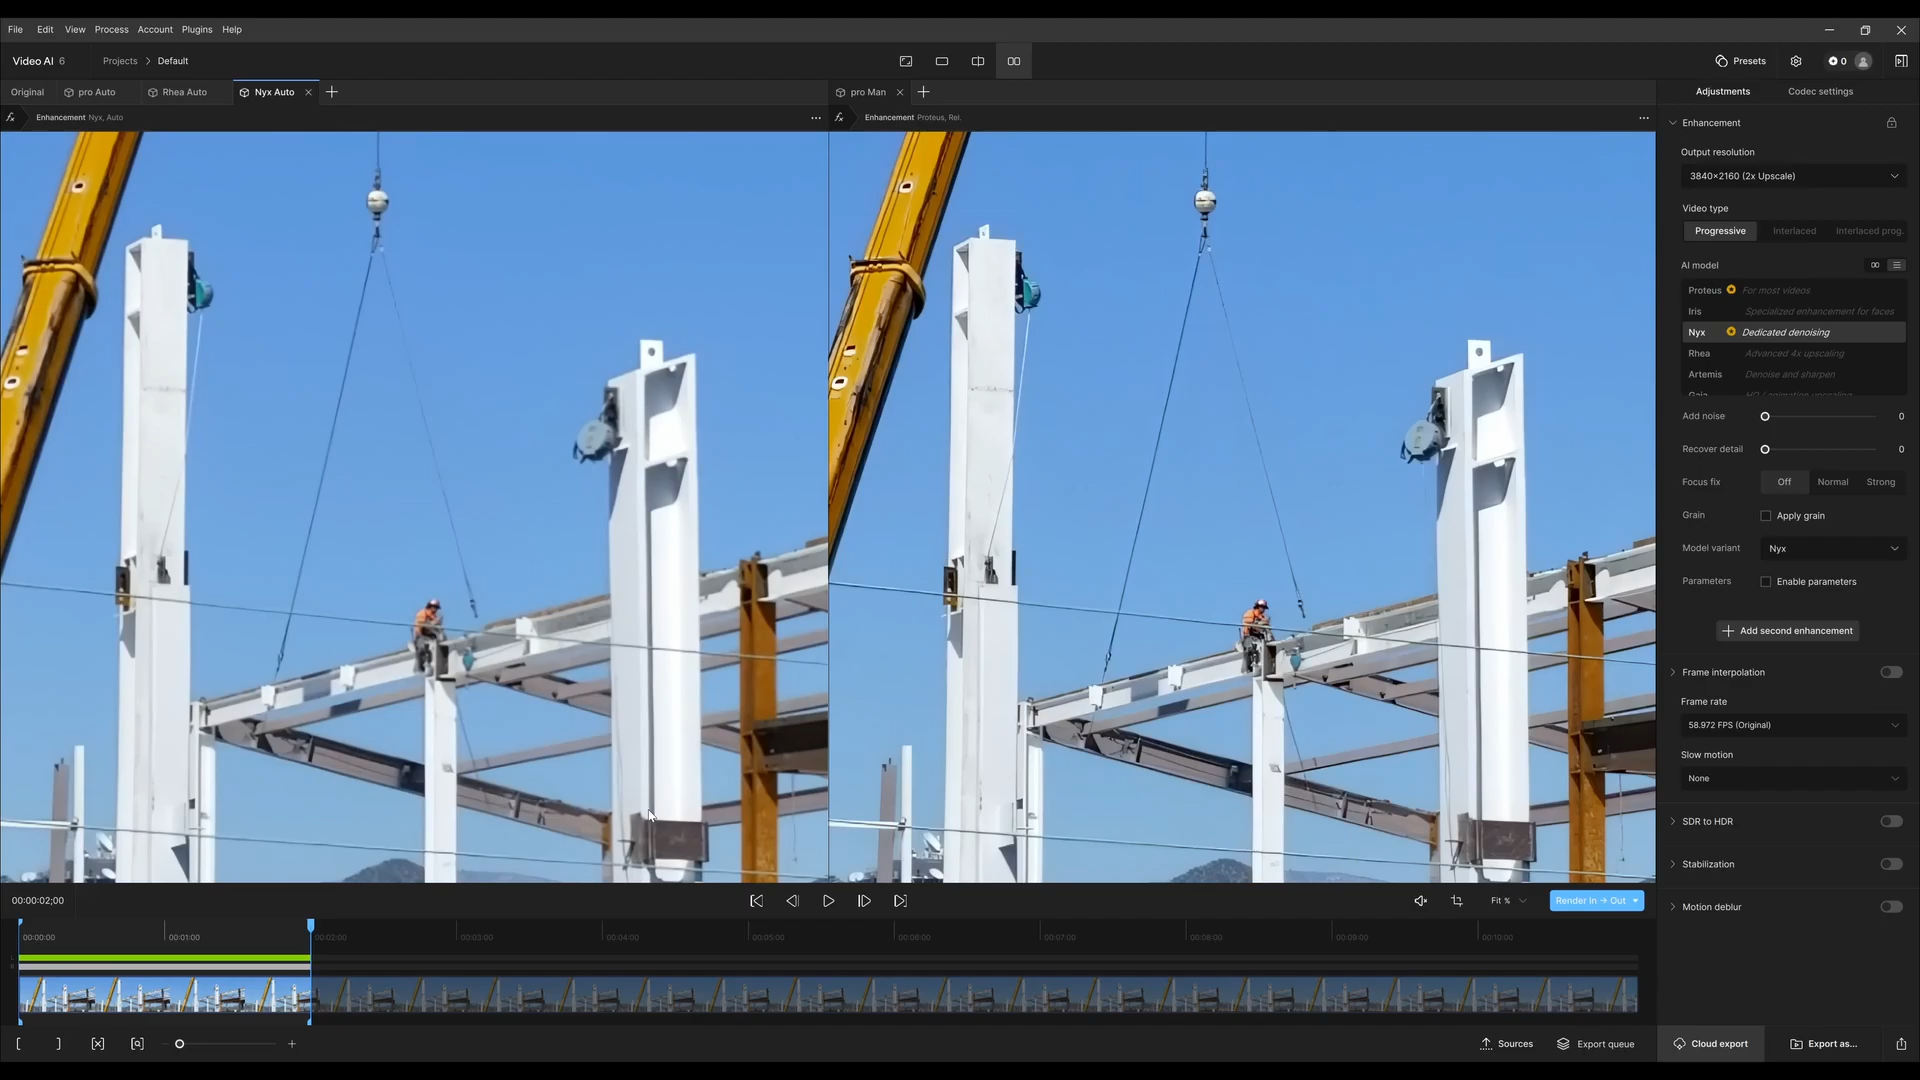 File Edit View Process Account Plugins Help
Video AI 6 Projects > Default Presets 0
Original pro Auto Rhea Auto Nyx Auto pro Man Adjustments Codec settings
Enhancement Nyx, Auto Enhancement Proteus, Rel.
Enhancement
Output resolution
3840×2160 (2x Upscale)
Video type
Progressive Interlaced Interlaced prog.
AI model
Proteus For most videos
Iris Specialized enhancement for faces
Nyx Dedicated denoising
Rhea Advanced 4x upscaling
Artemis Denoise and sharpen
Add noise 0
Recover detail 0
Focus fix Off Normal Strong
Grain Apply grain
Model variant Nyx
Parameters Enable parameters
Add second enhancement
Frame interpolation
Frame rate
58.972 FPS (Original)
Slow motion
None
SDR to HDR
Stabilization
Motion deblur
00:00:02;00 Fit % Render In → Out
00:00:00 00:01:00 00:02:00 00:03:00 00:04:00 00:05:00 00:06:00 00:07:00 00:08:00 00:09:00 00:10:00
Sources Export queue Cloud export Export as...